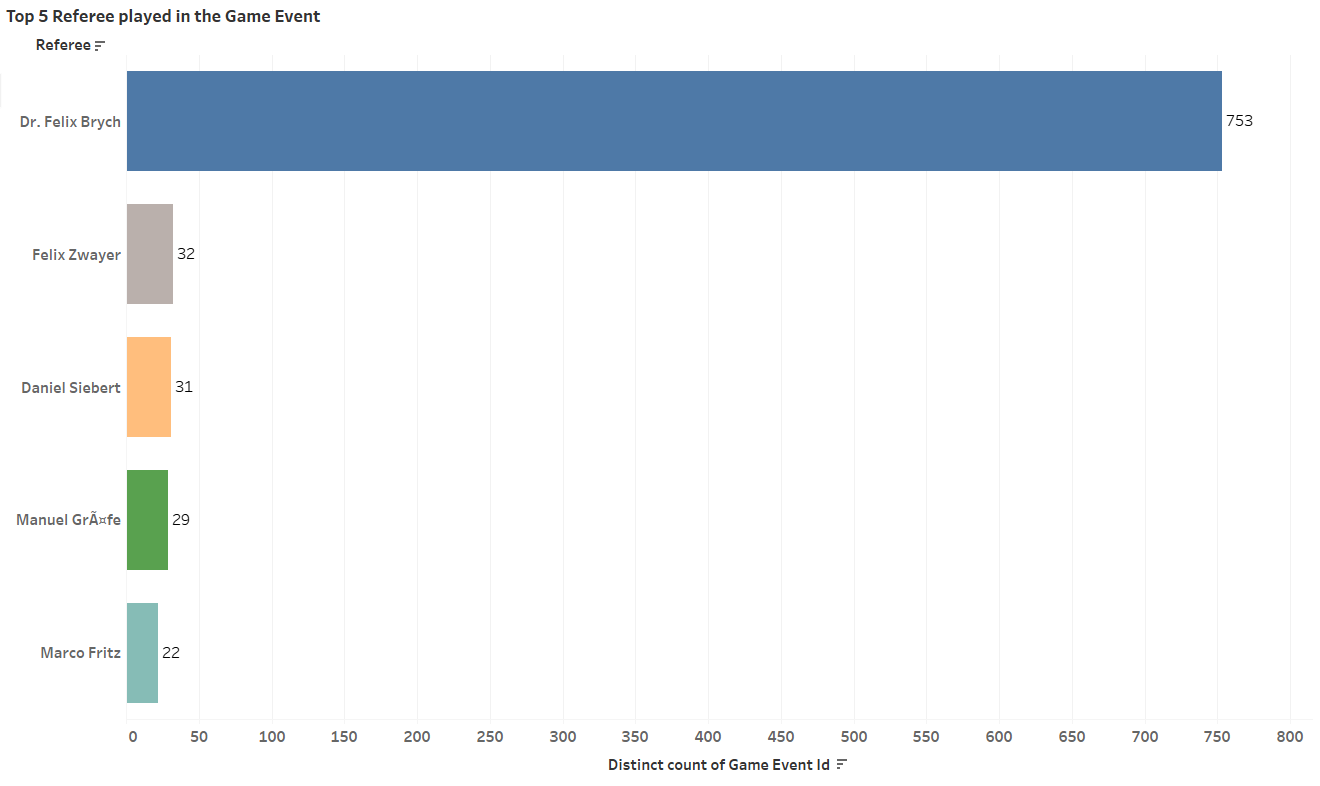 Top 5 Referee played in the Game Event
Referee
Dr. Felix Brych
753
Felix Zwayer
32
Daniel Siebert
31
Manuel GrÃ¤fe
29
Marco Fritz
22
0 50 100 150 200 250 300 350 400 450 500 550 600 650 700 750 800
Distinct count of Game Event Id